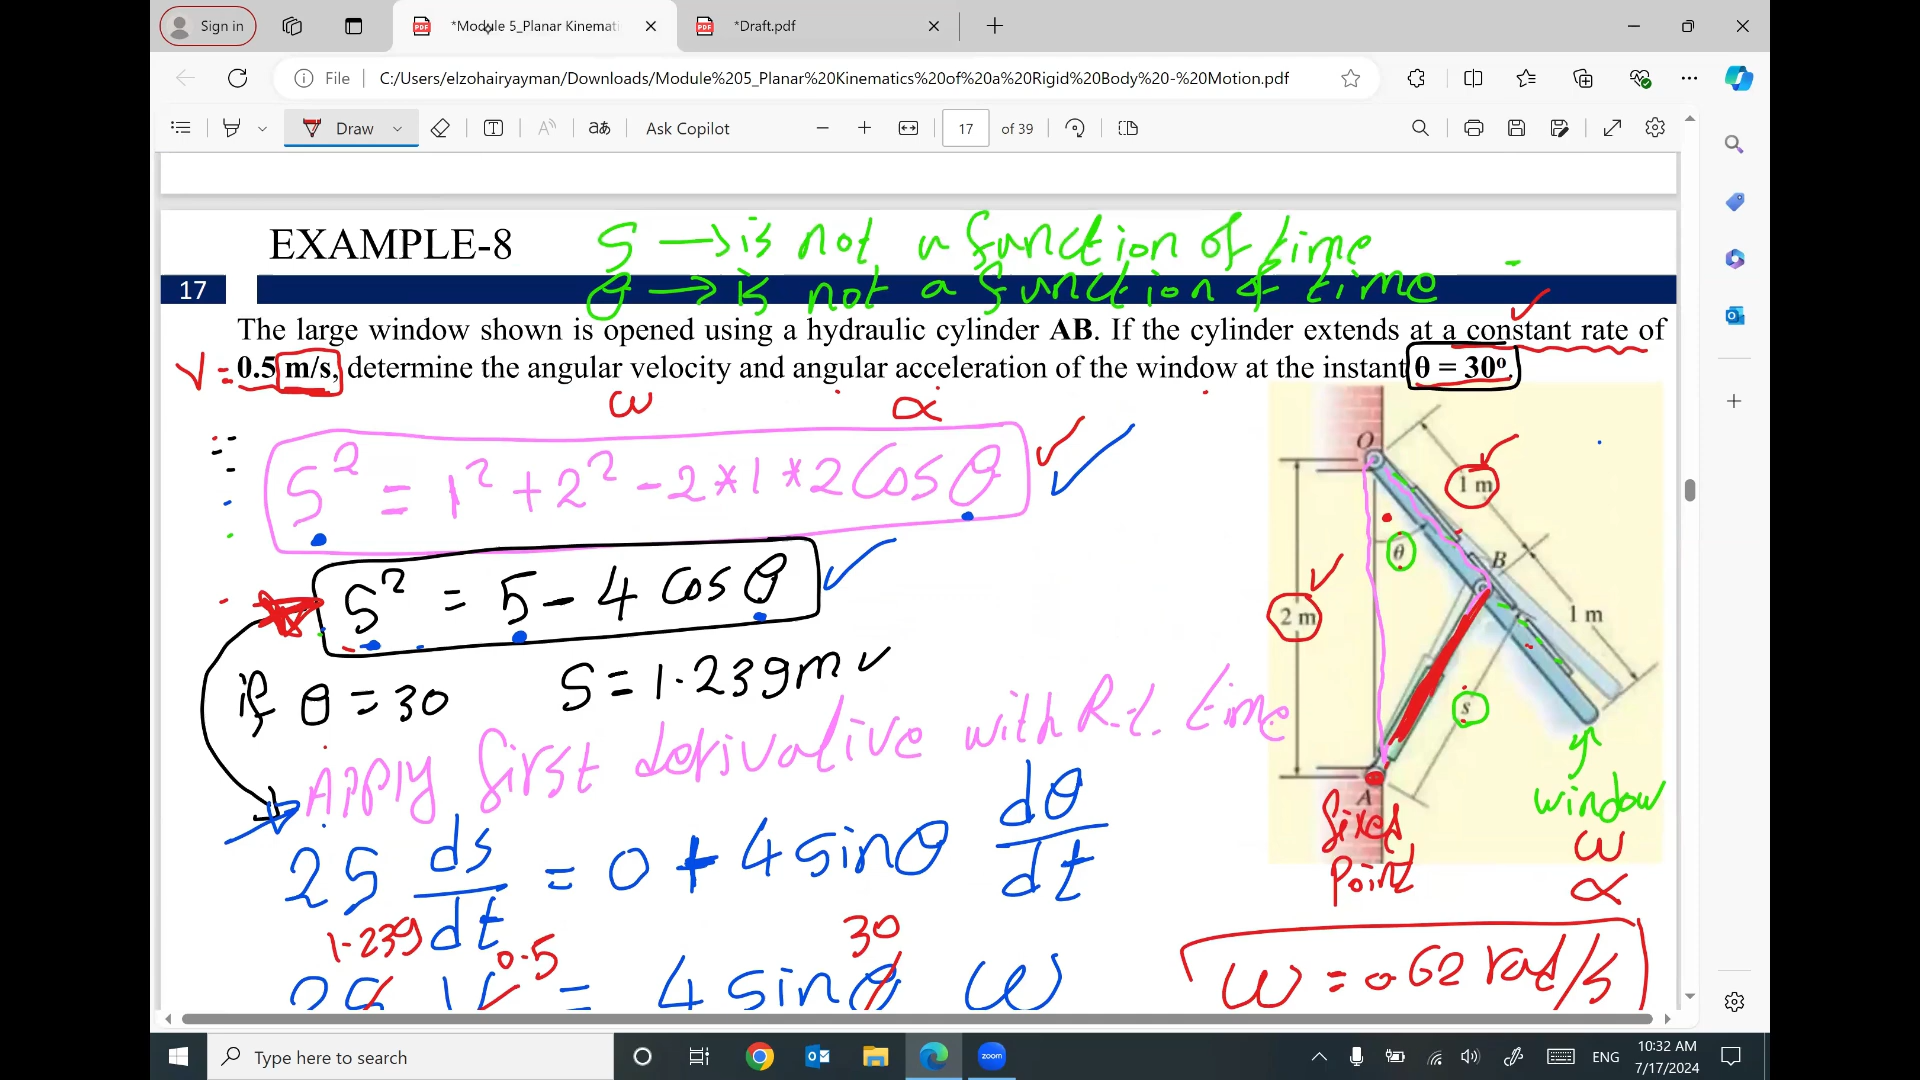 Sign in
*Module 5_Planar Kinemati
*Draft.pdf
File
C:/Users/elzohairyayman/Downloads/Module%205_Planar%20Kinematics%20of%20a%20Rigid%20Body%20-%20Motion.pdf
Draw
Ask Copilot
17
of 39
EXAMPLE-8
S → is not a function of time
17
θ → is not a function of time
The large window shown is opened using a hydraulic cylinder AB. If the cylinder extends at a constant rate of
V = 0.5 m/s, determine the angular velocity and angular acceleration of the window at the instant θ = 30º.
ω
α
S² = 1² + 2² - 2*1*2 Cos θ
S² = 5 - 4 Cos θ
if θ = 30
S = 1.239m
Apply first derivative with R.t. time
2S ds/dt = 0 + 4 sinθ dθ/dt
1.239
0.5
30
2S V = 4 sinθ ω
O
1 m
θ
B
2 m
1 m
s
A
fixed
Point
window
ω
α
ω = 0.62 rad/s
Type here to search
zoom
ENG
10:32 AM
7/17/2024